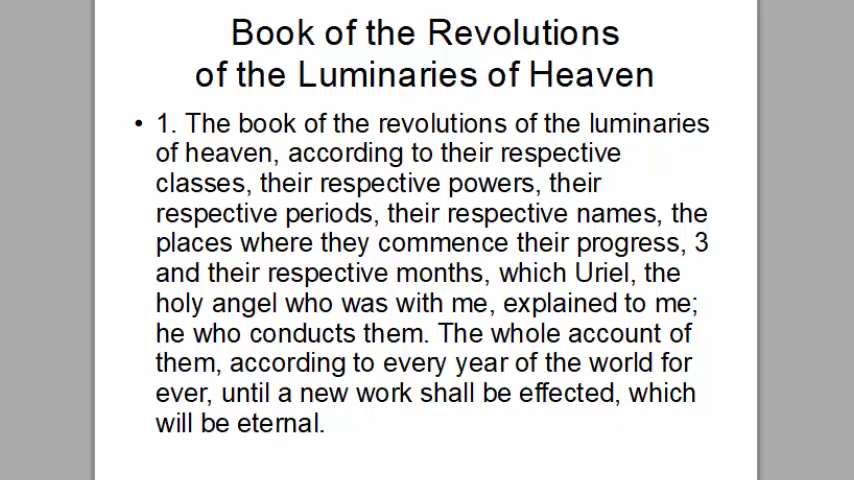 Book of the Revolutions
of the Luminaries of Heaven
• 1. The book of the revolutions of the luminaries
of heaven, according to their respective
classes, their respective powers, their
respective periods, their respective names, the
places where they commence their progress, 3
and their respective months, which Uriel, the
holy angel who was with me, explained to me;
he who conducts them. The whole account of
them, according to every year of the world for
ever, until a new work shall be effected, which
will be eternal.